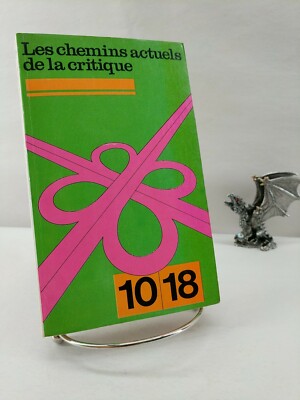 Les chemins actuels
de la critique
10 18